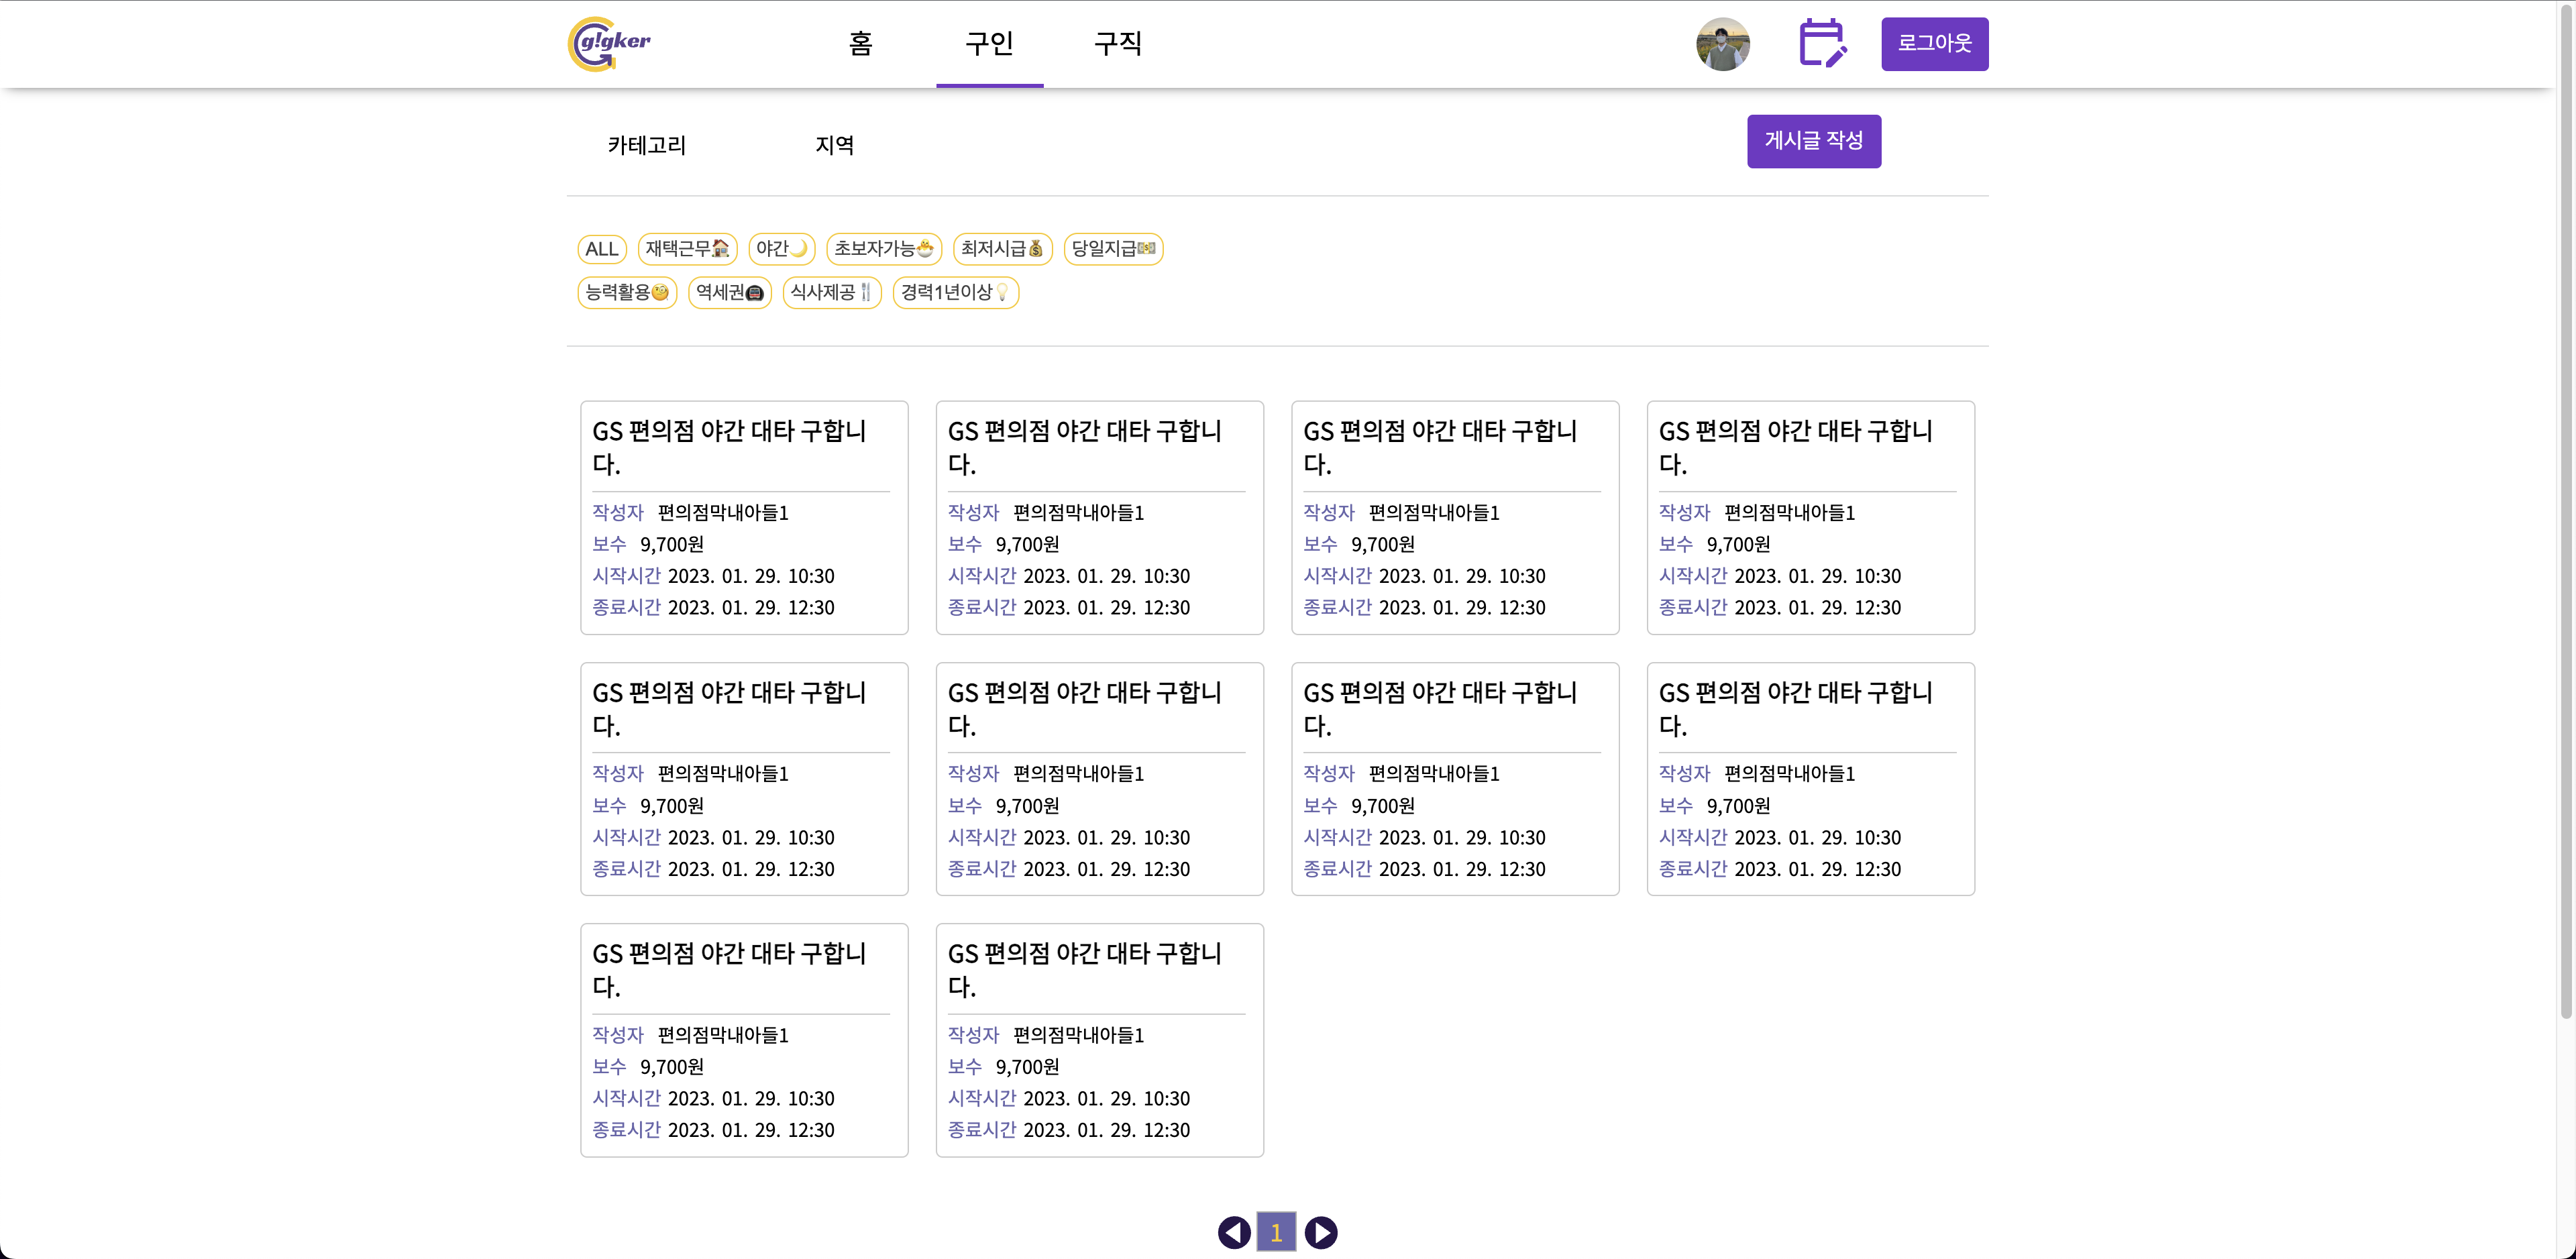 g!gker
홈
구인
구직
로그아웃
카테고리
지역
게시글 작성
ALL 재택근무🏠 야간🌙 초보자가능🐣 최저시급💰 당일지급💵
능력활용🧐 역세권🚇 식사제공🍴 경력1년이상💡
GS 편의점 야간 대타 구합니
다.
작성자 편의점막내아들1
보수 9,700원
시작시간 2023. 01. 29. 10:30
종료시간 2023. 01. 29. 12:30
GS 편의점 야간 대타 구합니
다.
작성자 편의점막내아들1
보수 9,700원
시작시간 2023. 01. 29. 10:30
종료시간 2023. 01. 29. 12:30
GS 편의점 야간 대타 구합니
다.
작성자 편의점막내아들1
보수 9,700원
시작시간 2023. 01. 29. 10:30
종료시간 2023. 01. 29. 12:30
GS 편의점 야간 대타 구합니
다.
작성자 편의점막내아들1
보수 9,700원
시작시간 2023. 01. 29. 10:30
종료시간 2023. 01. 29. 12:30
GS 편의점 야간 대타 구합니
다.
작성자 편의점막내아들1
보수 9,700원
시작시간 2023. 01. 29. 10:30
종료시간 2023. 01. 29. 12:30
GS 편의점 야간 대타 구합니
다.
작성자 편의점막내아들1
보수 9,700원
시작시간 2023. 01. 29. 10:30
종료시간 2023. 01. 29. 12:30
GS 편의점 야간 대타 구합니
다.
작성자 편의점막내아들1
보수 9,700원
시작시간 2023. 01. 29. 10:30
종료시간 2023. 01. 29. 12:30
GS 편의점 야간 대타 구합니
다.
작성자 편의점막내아들1
보수 9,700원
시작시간 2023. 01. 29. 10:30
종료시간 2023. 01. 29. 12:30
GS 편의점 야간 대타 구합니
다.
작성자 편의점막내아들1
보수 9,700원
시작시간 2023. 01. 29. 10:30
종료시간 2023. 01. 29. 12:30
GS 편의점 야간 대타 구합니
다.
작성자 편의점막내아들1
보수 9,700원
시작시간 2023. 01. 29. 10:30
종료시간 2023. 01. 29. 12:30
1